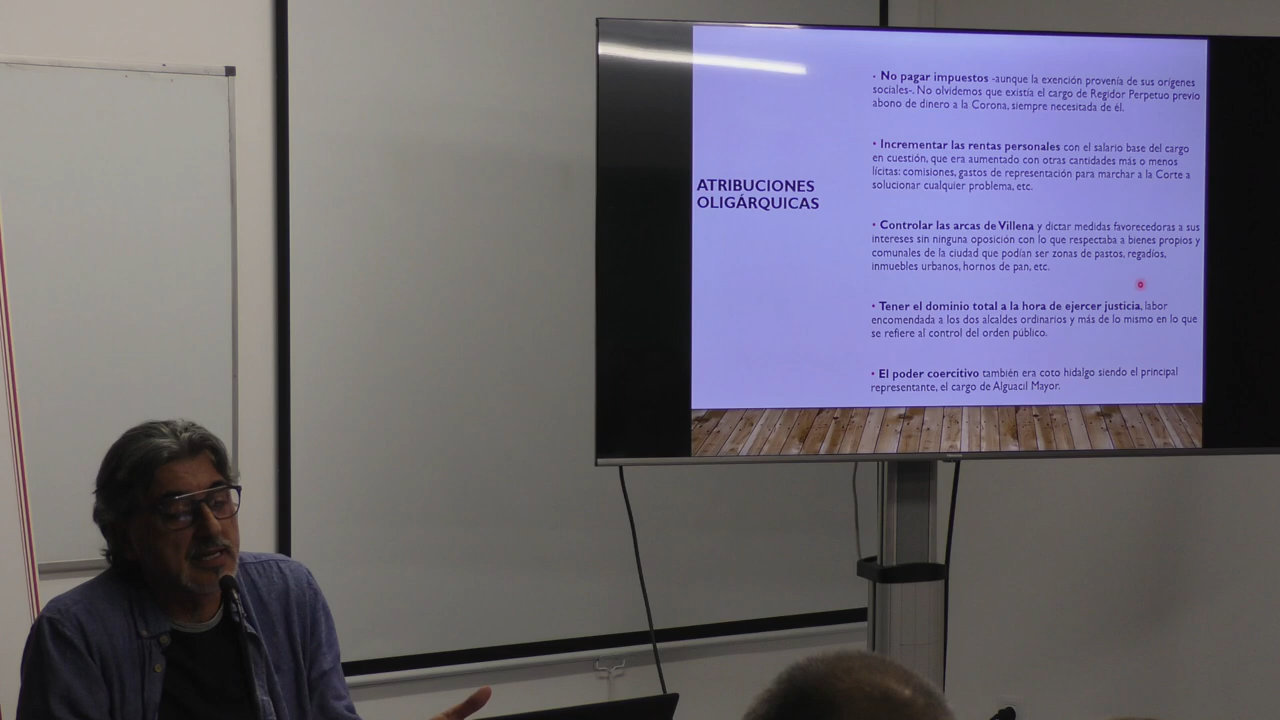 ATRIBUCIONES
OLIGÁRQUICAS
• No pagar impuestos -aunque la exención provenía de sus orígenes
sociales-. No olvidemos que existía el cargo de Regidor Perpetuo previo
abono de dinero a la Corona, siempre necesitada de él.
• Incrementar las rentas personales con el salario base del cargo
en cuestión, que era aumentado con otras cantidades más o menos
lícitas: comisiones, gastos de representación para marchar a la Corte a
solucionar cualquier problema, etc.
• Controlar las arcas de Villena y dictar medidas favorecedoras a sus
intereses sin ninguna oposición con lo que respectaba a bienes propios y
comunales de la ciudad que podían ser zonas de pastos, regadíos,
inmuebles urbanos, hornos de pan, etc.
• Tener el dominio total a la hora de ejercer justicia, labor
encomendada a los dos alcaldes ordinarios y más de lo mismo en lo que
se refiere al control del orden público.
• El poder coercitivo también era coto hidalgo siendo el principal
representante, el cargo de Alguacil Mayor.